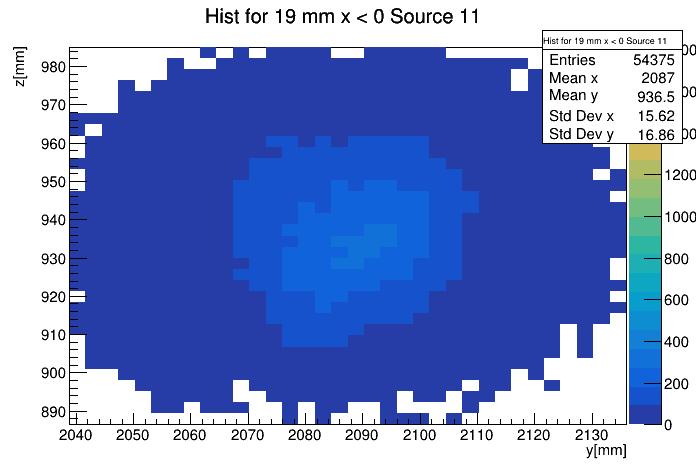 Hist for 19 mm x < 0 Source 11
z[mm]
980
970
960
950
940
930
920
910
900
890
2040 2050 2060 2070 2080 2090 2100 2110 2120 2130
y[mm]
Hist for 19 mm x < 0 Source 11
Entries 54375
Mean x 2087
Mean y 936.5
Std Dev x 15.62
Std Dev y 16.86
1200
1000
800
600
400
200
0